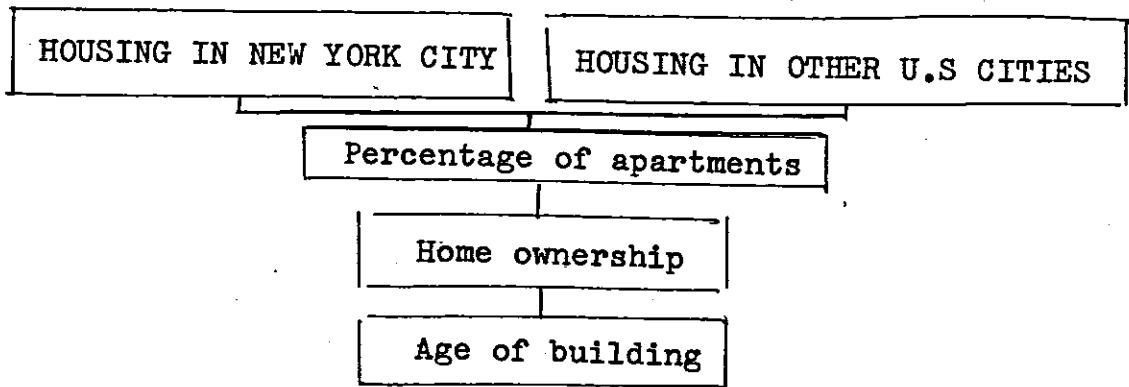 HOUSING IN NEW YORK CITY
HOUSING IN OTHER U.S CITIES
Percentage of apartments
Home ownership
Age of building